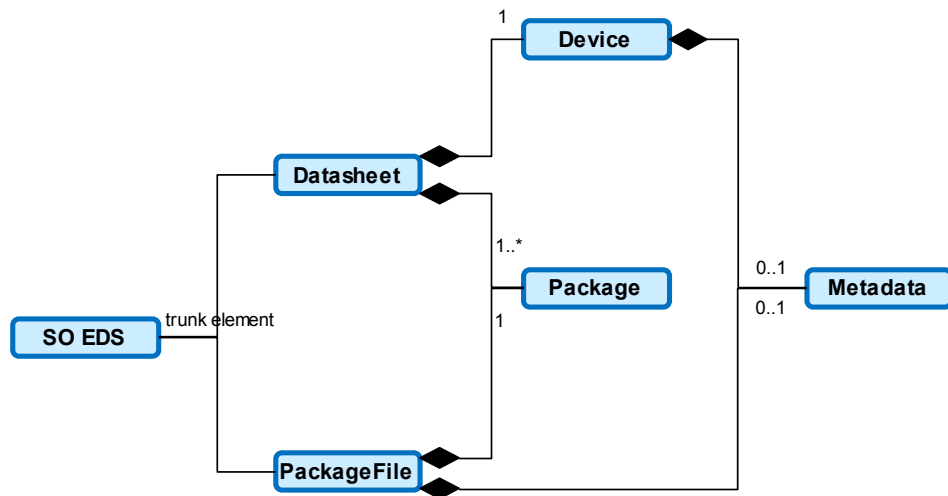 1
Device
Datasheet
1..*
0..1
Package
Metadata
0..1
trunk element
1
SO EDS
PackageFile